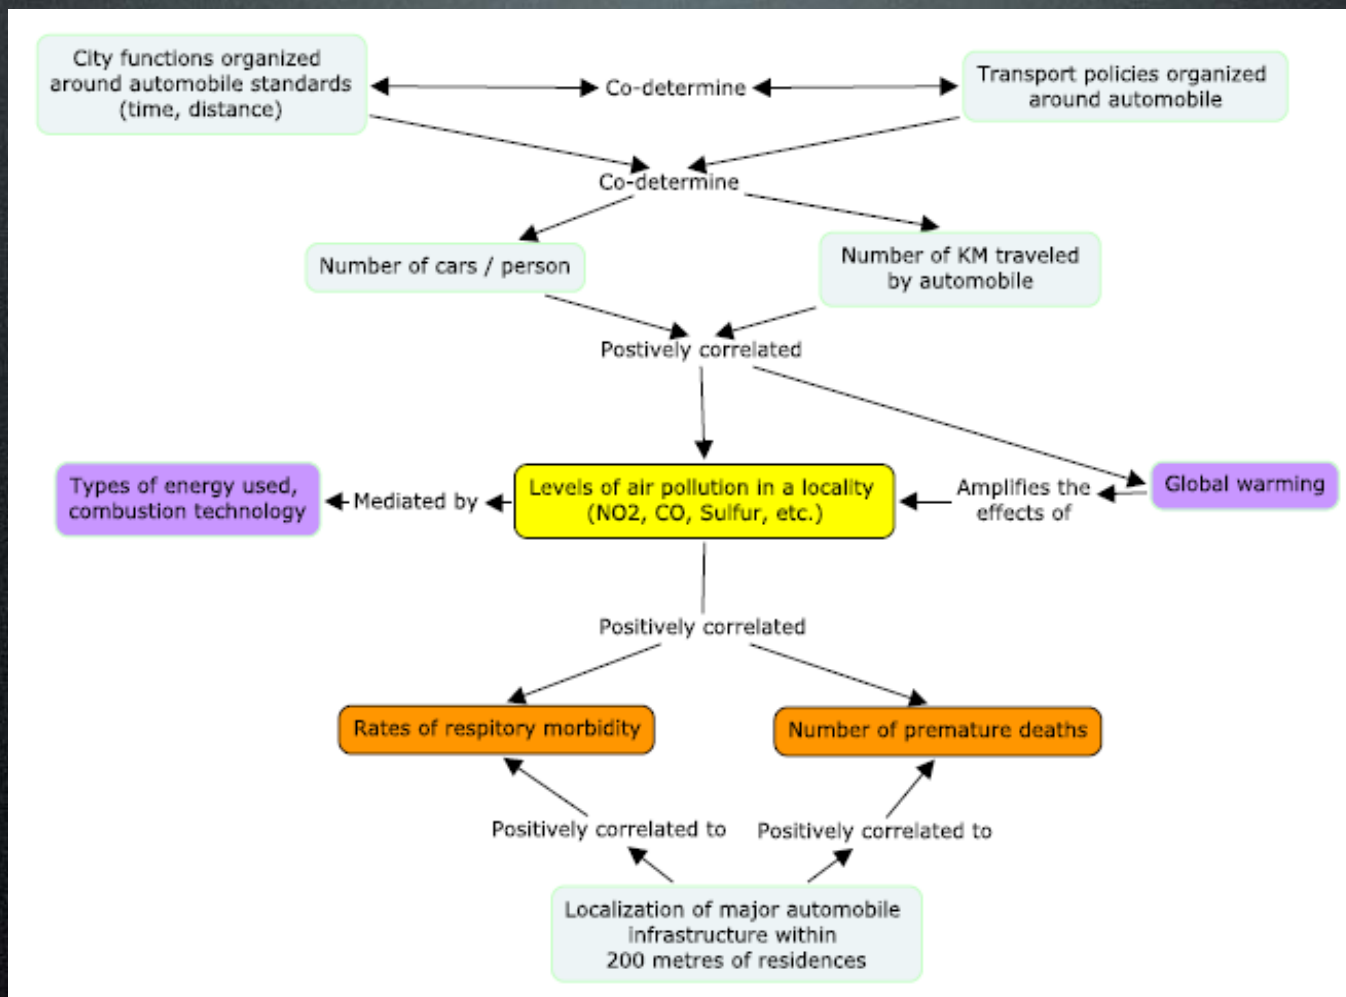 City functions organized
around automobile standards
(time, distance)
Co-determine
Transport policies organized
around automobile
Co-determine
Number of cars / person
Number of KM traveled
by automobile
Postively correlated
Types of energy used,
combustion technology
Mediated by
Levels of air pollution in a locality
(NO2, CO, Sulfur, etc.)
Amplifies the
effects of
Global warming
Positively correlated
Rates of respitory morbidity
Number of premature deaths
Positively correlated to
Positively correlated to
Localization of major automobile
infrastructure within
200 metres of residences